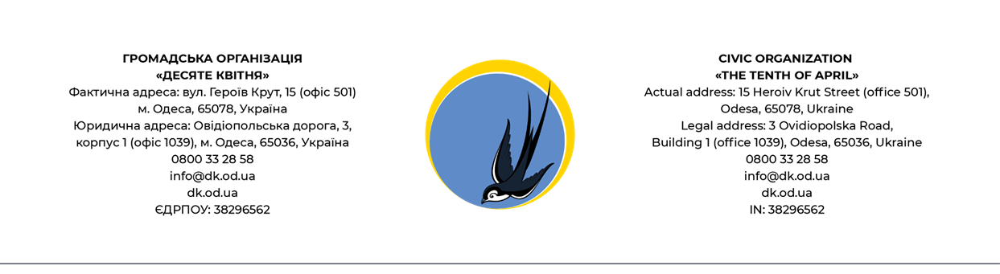 ГРОМАДСЬКА ОРГАНІЗАЦІЯ
«ДЕСЯТЕ КВІТНЯ»
Фактична адреса: вул. Героїв Крут, 15 (офіс 501)
м. Одеса, 65078, Україна
Юридична адреса: Овідіопольська дорога, 3,
корпус 1 (офіс 1039), м. Одеса, 65036, Україна
0800 33 28 58
info@dk.od.ua
dk.od.ua
ЄДРПОУ: 38296562
CIVIC ORGANIZATION
«THE TENTH OF APRIL»
Actual address: 15 Heroiv Krut Street (office 501),
Odesa, 65078, Ukraine
Legal address: 3 Ovidiopolska Road,
Building 1 (office 1039), Odesa, 65036, Ukraine
0800 33 28 58
info@dk.od.ua
dk.od.ua
IN: 38296562